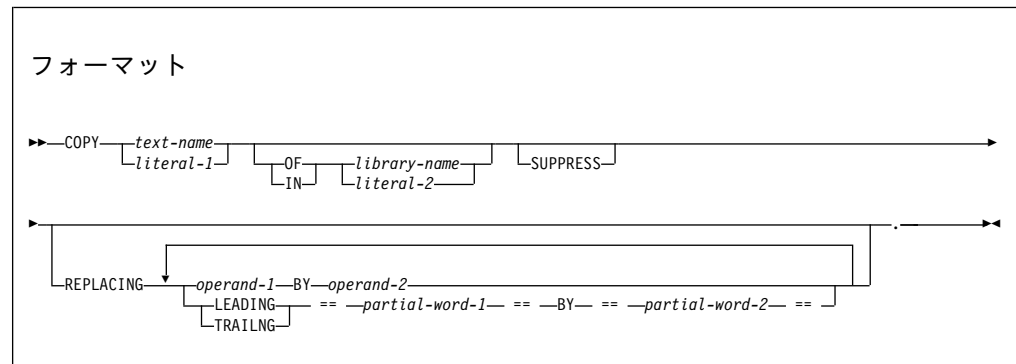 フォーマット
COPY text-name OF library-name SUPPRESS
literal-1 IN literal-2
.
REPLACING operand-1 BY operand-2
LEADING == partial-word-1 == BY == partial-word-2 ==
TRAILNG